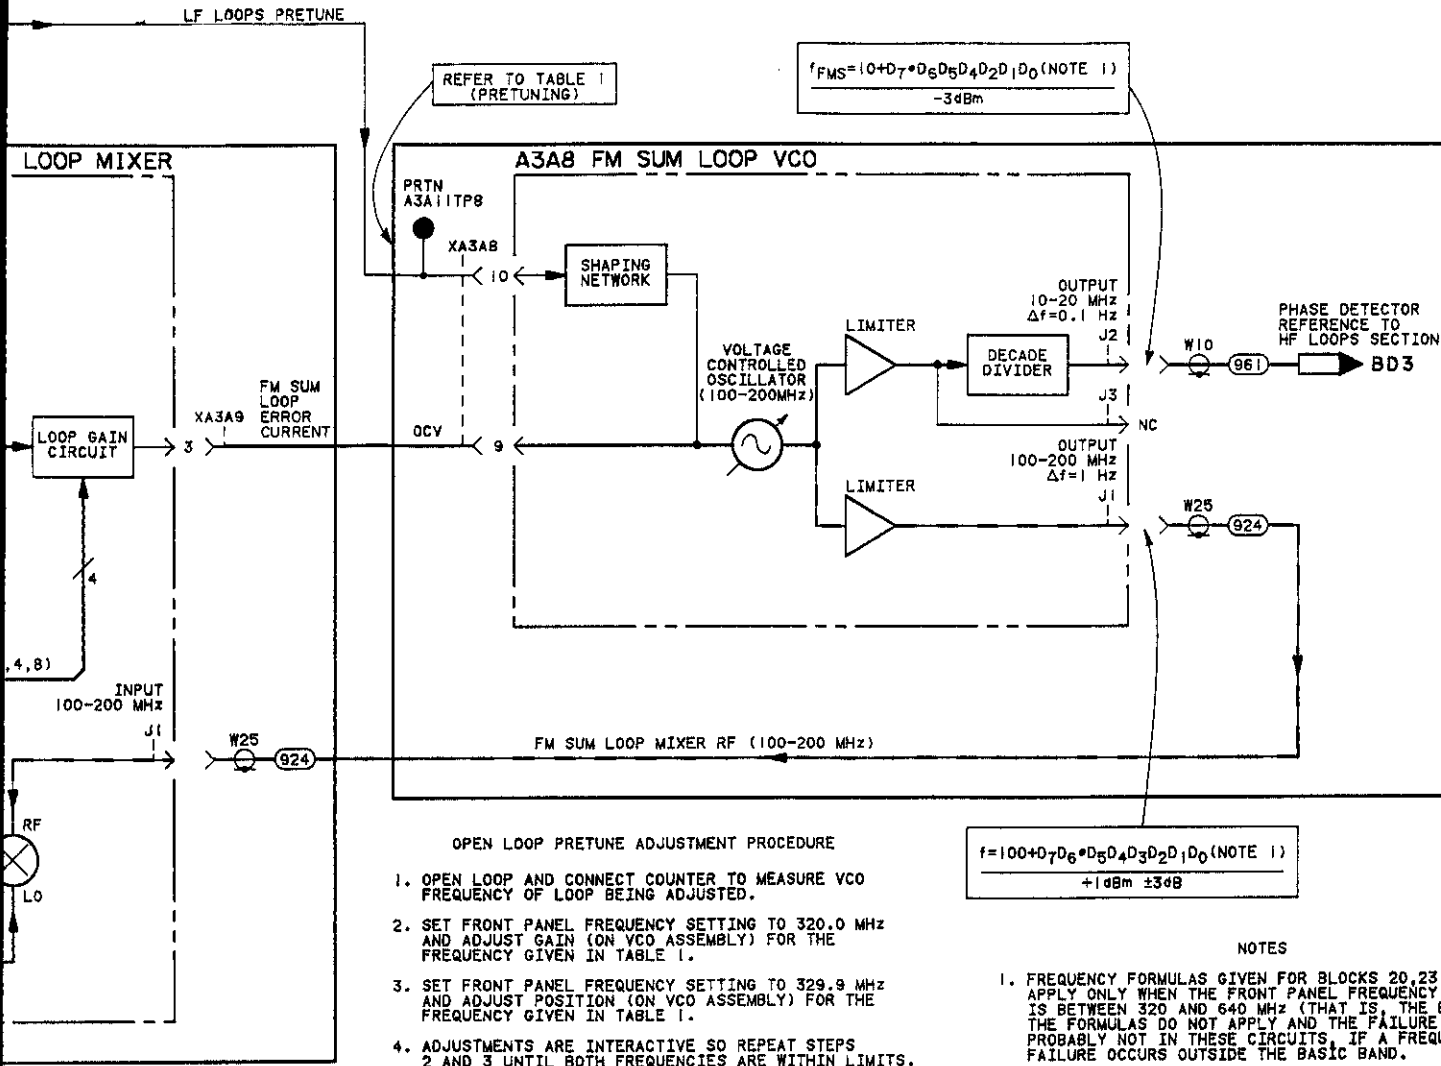 LF LOOPS PRETUNE
REFER TO TABLE 1
(PRETUNING)
fFMS=10+D7•D6D5D4D2D1D0(NOTE 1)
-3dBm
LOOP MIXER
A3A8 FM SUM LOOP VCO
PRTN
A3A11TP8
XA3A8
10
SHAPING
NETWORK
OUTPUT
10-20 MHz
Δf=0.1 Hz
J2
LIMITER
VOLTAGE
CONTROLLED
OSCILLATOR
(100-200MHz)
DECADE
DIVIDER
W10
961
PHASE DETECTOR
REFERENCE TO
HF LOOPS SECTION
BD3
J3
NC
FM SUM
LOOP
ERROR
CURRENT
XA3A9
LOOP GAIN
CIRCUIT
3
OCV
9
OUTPUT
100-200 MHz
Δf=1 Hz
J1
LIMITER
W25
924
4
,4,8)
INPUT
100-200 MHz
J1
W25
924
FM SUM LOOP MIXER RF (100-200 MHz)
RF
LO
f=100+D7D6•D5D4D3D2D1D0(NOTE 1)
+1dBm ±3dB
OPEN LOOP PRETUNE ADJUSTMENT PROCEDURE
1. OPEN LOOP AND CONNECT COUNTER TO MEASURE VCO
FREQUENCY OF LOOP BEING ADJUSTED.
2. SET FRONT PANEL FREQUENCY SETTING TO 320.0 MHz
AND ADJUST GAIN (ON VCO ASSEMBLY) FOR THE
FREQUENCY GIVEN IN TABLE 1.
3. SET FRONT PANEL FREQUENCY SETTING TO 329.9 MHz
AND ADJUST POSITION (ON VCO ASSEMBLY) FOR THE
FREQUENCY GIVEN IN TABLE 1.
4. ADJUSTMENTS ARE INTERACTIVE SO REPEAT STEPS
2 AND 3 UNTIL BOTH FREQUENCIES ARE WITHIN LIMITS.
NOTES
1. FREQUENCY FORMULAS GIVEN FOR BLOCKS 20,23
APPLY ONLY WHEN THE FRONT PANEL FREQUENCY
IS BETWEEN 320 AND 640 MHz (THAT IS, THE
THE FORMULAS DO NOT APPLY AND THE FAILURE
PROBABLY NOT IN THESE CIRCUITS, IF A FREQU
FAILURE OCCURS OUTSIDE THE BASIC BAND.